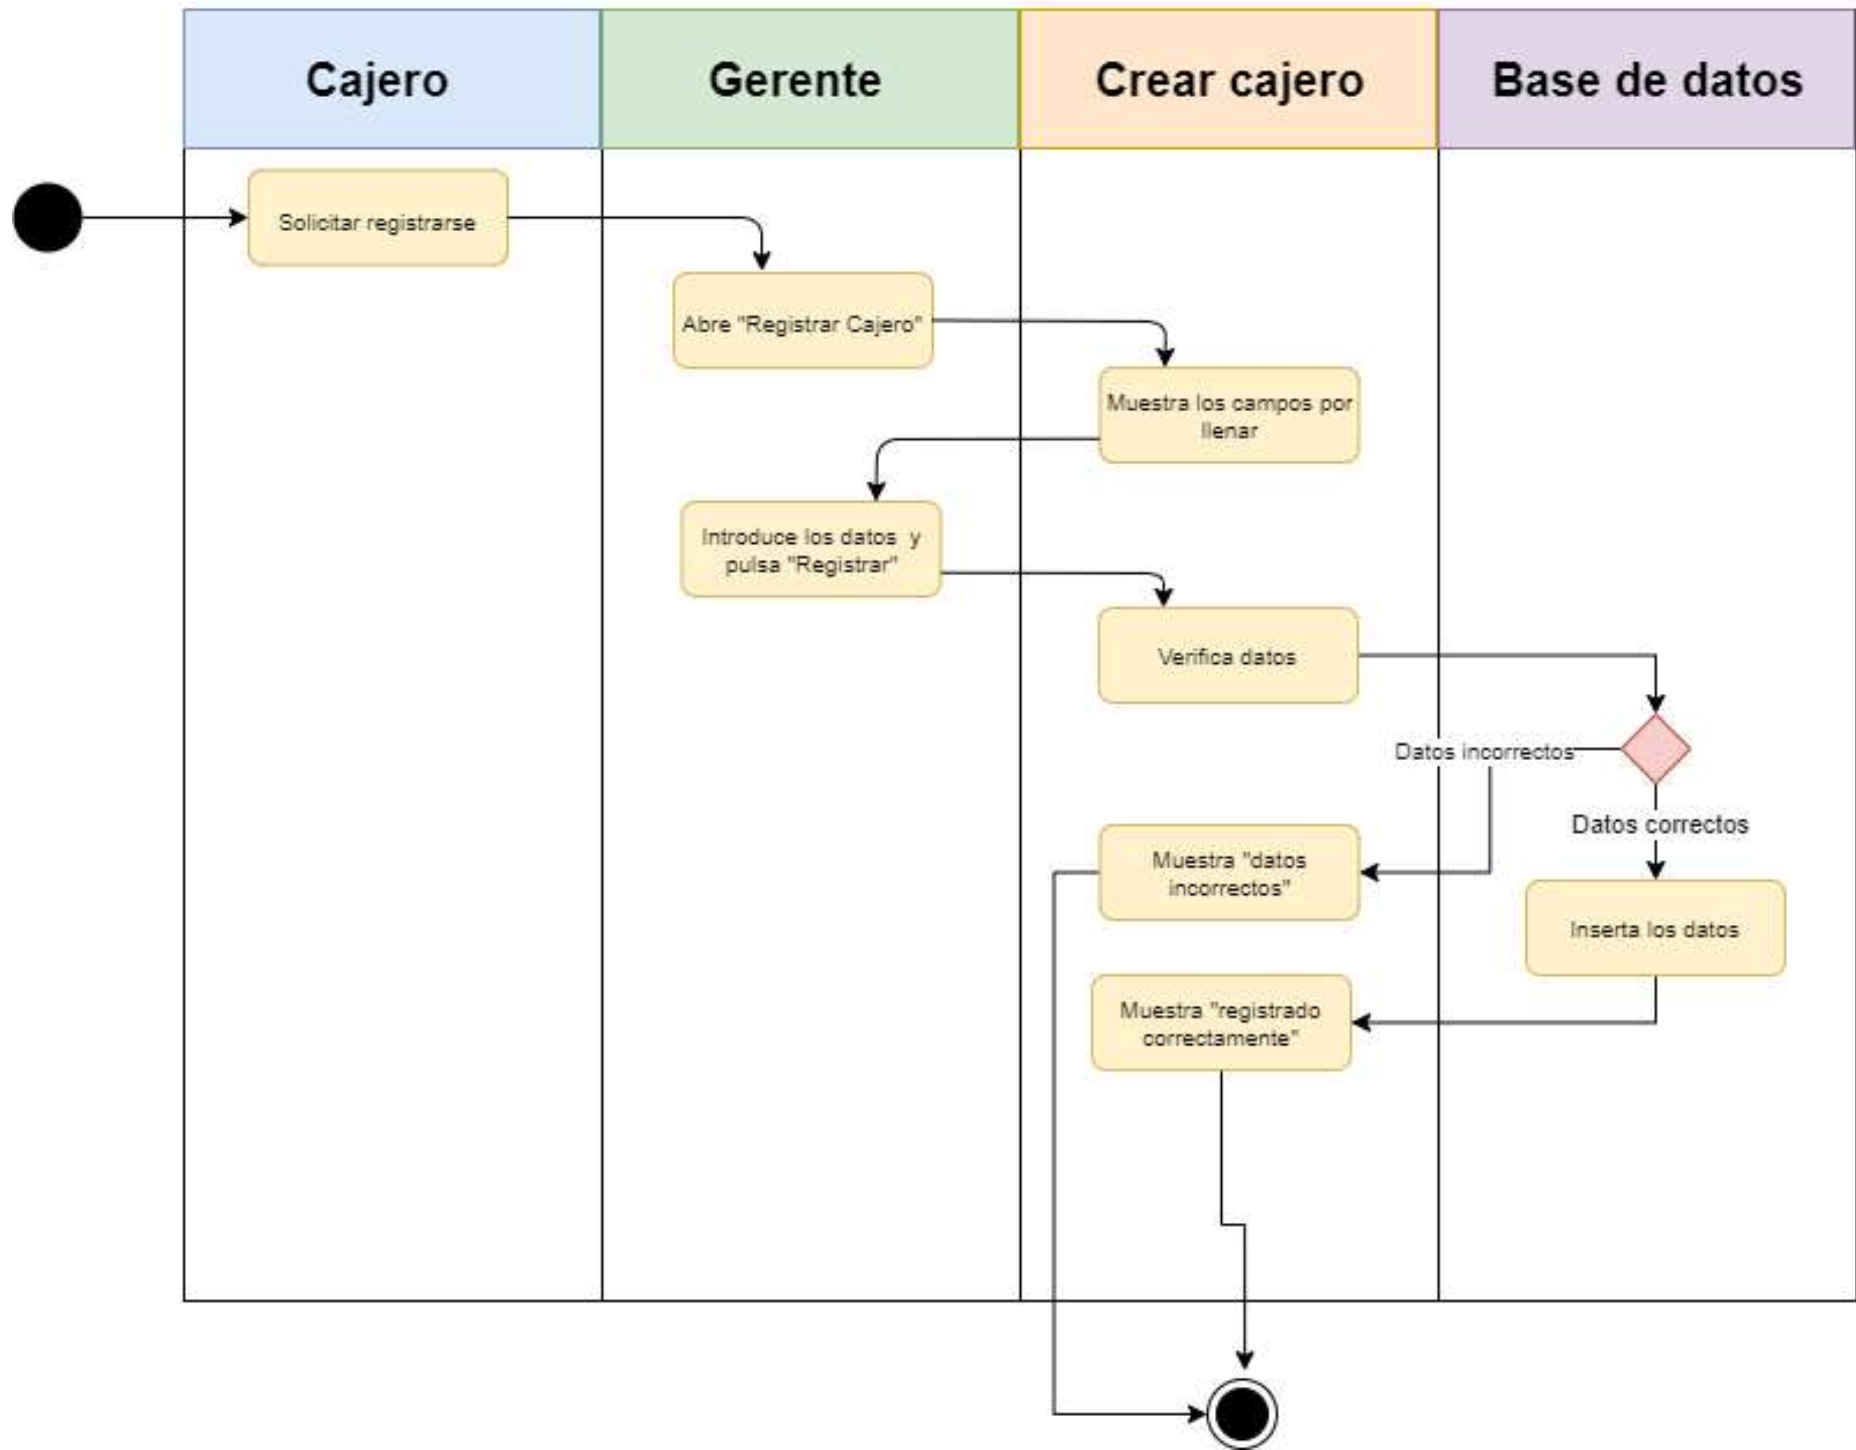 Cajero
Gerente
Crear cajero
Base de datos
Solicitar registrarse
Abre "Registrar Cajero"
Muestra los campos por
llenar
Introduce los datos y
pulsa "Registrar"
Verifica datos
Datos incorrectos
Datos correctos
Muestra "datos
incorrectos"
Inserta los datos
Muestra "registrado
correctamente"